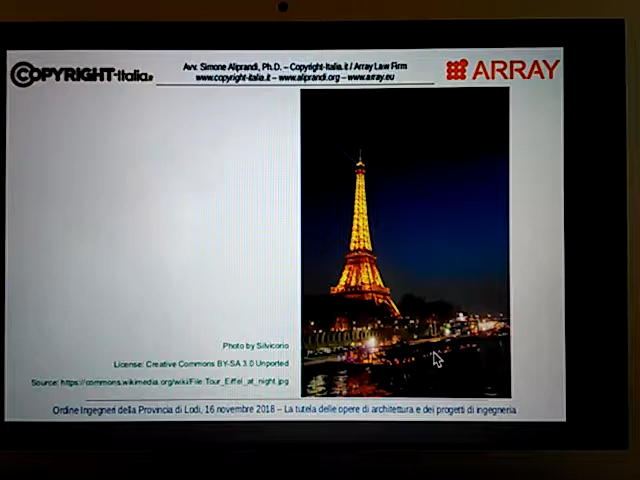 COPYRIGHT-Italia.it
Avv. Simone Aliprandi, Ph.D. – Copyright-Italia.it / Array Law Firm
www.copyright-italia.it – www.aliprandi.org – www.array.eu
ARRAY
Photo by Silvicorio
License: Creative Commons BY-SA 3.0 Unported
Source: https://commons.wikimedia.org/wiki/File:Tour_Eiffel_at_night.jpg
Ordine Ingegneri della Provincia di Lodi, 16 novembre 2018 – La tutela delle opere di architettura e dei progetti di ingegneria